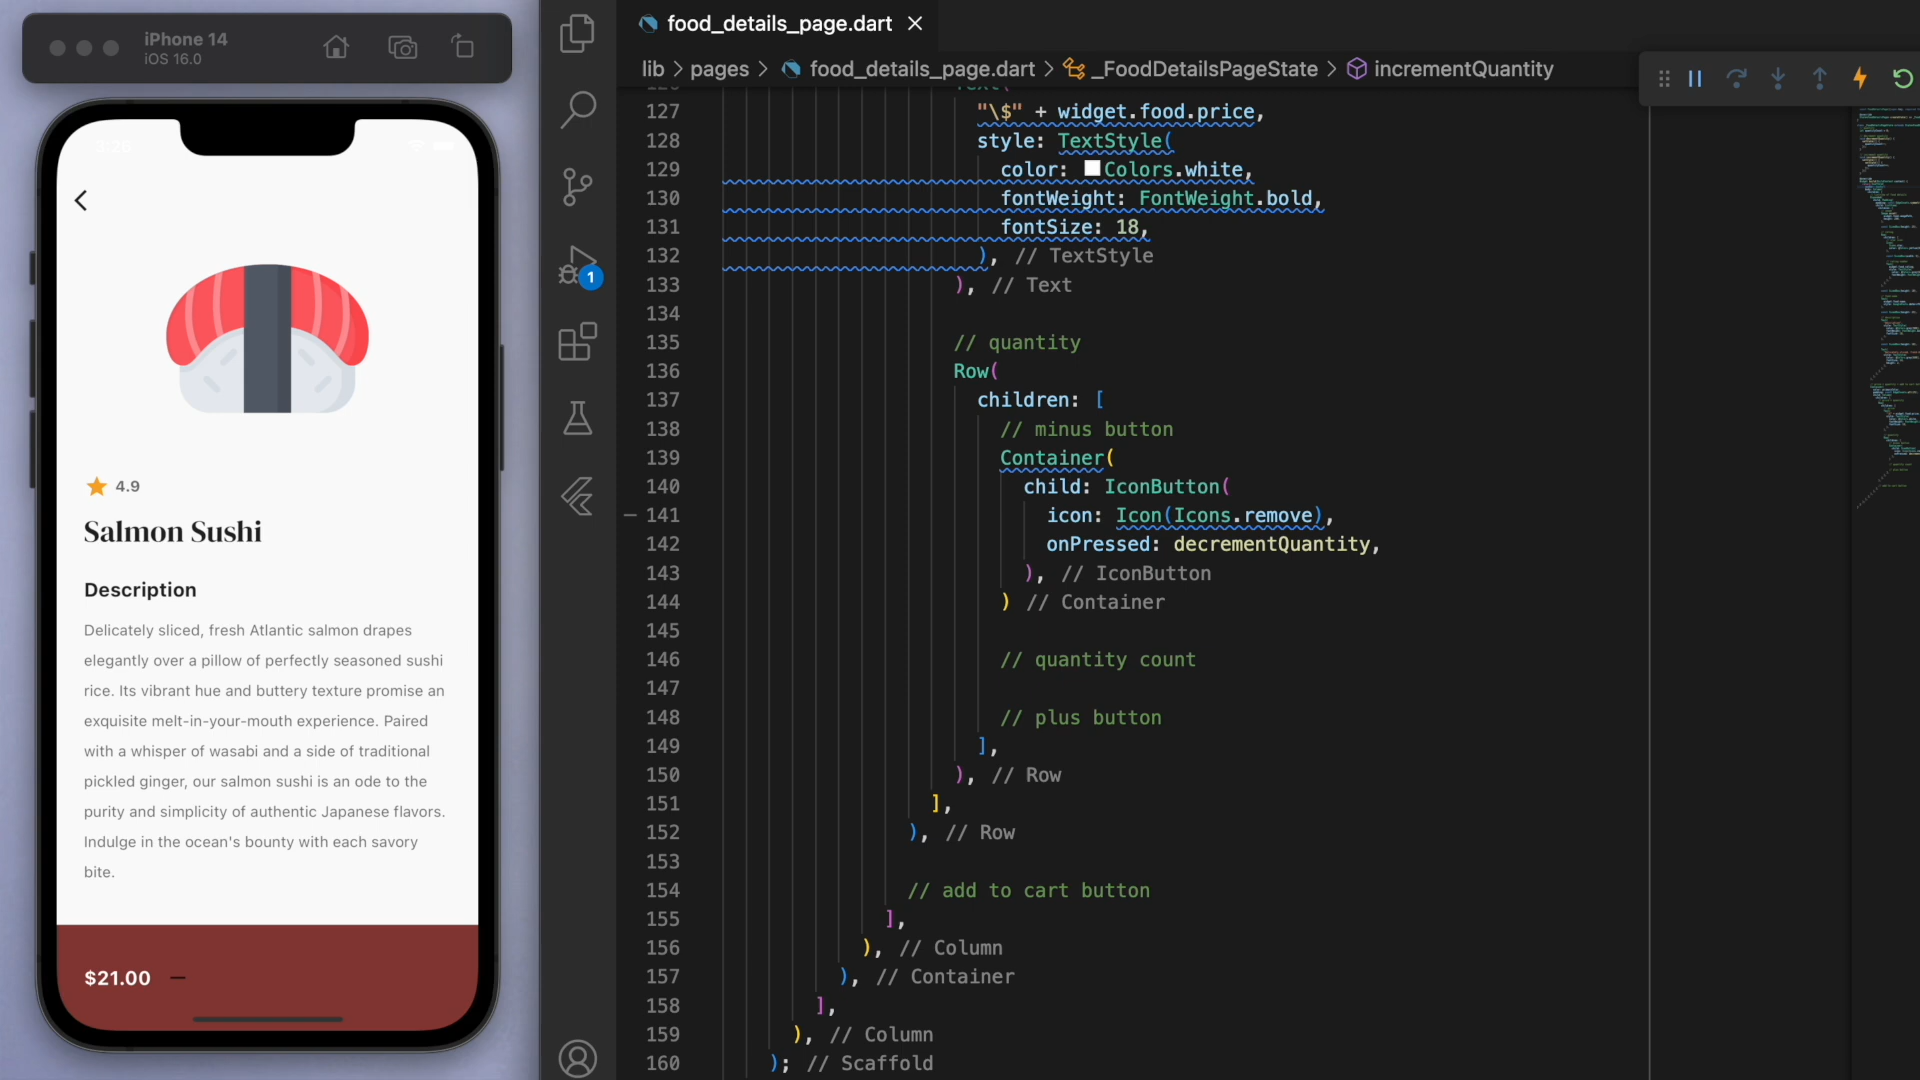 iPhone 14
iOS 16.0
4.9
Salmon Sushi
Description
Delicately sliced, fresh Atlantic salmon drapes
elegantly over a pillow of perfectly seasoned sushi
rice. Its vibrant hue and buttery texture promise an
exquisite melt-in-your-mouth experience. Paired
with a whisper of wasabi and a side of traditional
pickled ginger, our salmon sushi is an ode to the
purity and simplicity of authentic Japanese flavors.
Indulge in the ocean's bounty with each savory
bite.
$21.00
1
food_details_page.dart
lib > pages > food_details_page.dart > _FoodDetailsPageState > incrementQuantity
127 "\$" + widget.food.price,
128 style: TextStyle(
129 color: Colors.white,
130 fontWeight: FontWeight.bold,
131 fontSize: 18,
132 ), // TextStyle
133 ), // Text
134
135 // quantity
136 Row(
137 children: [
138 // minus button
139 Container(
140 child: IconButton(
141 icon: Icon(Icons.remove),
142 onPressed: decrementQuantity,
143 ), // IconButton
144 ) // Container
145
146 // quantity count
147
148 // plus button
149 ],
150 ), // Row
151 ],
152 ), // Row
153
154 // add to cart button
155 ],
156 ), // Column
157 ), // Container
158 ],
159 ), // Column
160 ); // Scaffold